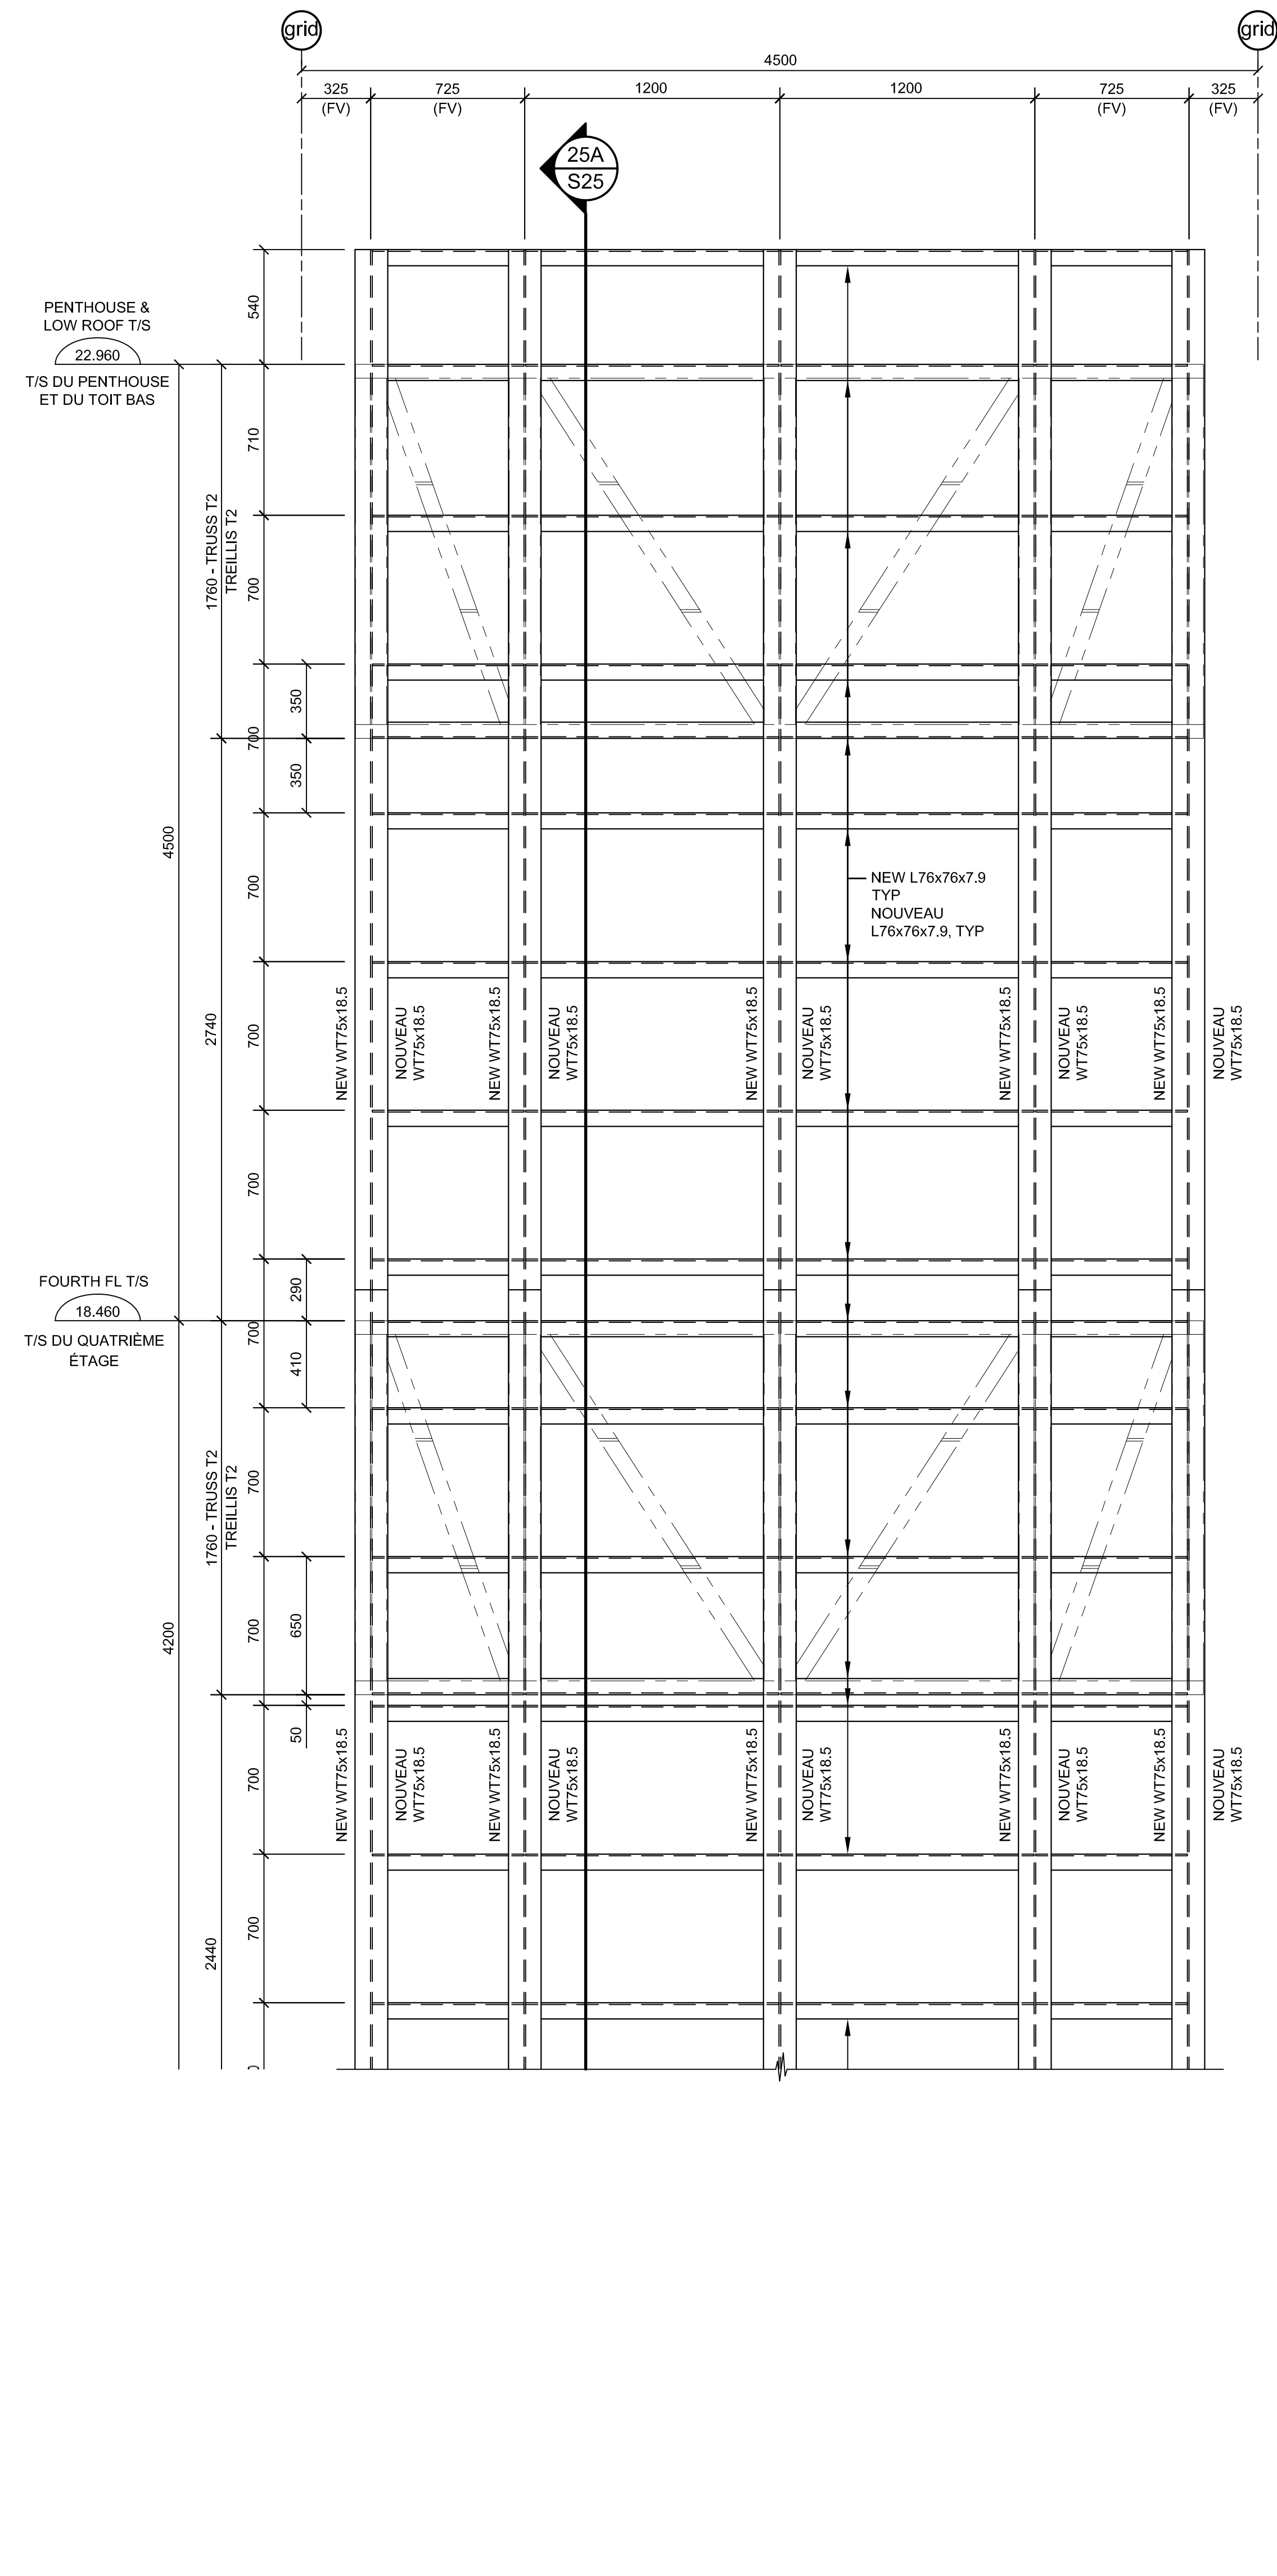 grid
grid
4500
325
(FV)
725
(FV)
1200
1200
725
(FV)
325
(FV)
25A
S25
540
PENTHOUSE &
LOW ROOF T/S
22.960
T/S DU PENTHOUSE
ET DU TOIT BAS
710
1760 - TRUSS T2
TREILLIS T2
700
350
700
350
4500
700
NEW L76x76x7.9
TYP
NOUVEAU
L76x76x7.9, TYP
2740
700
NEW WT75x18.5
NOUVEAU
WT75x18.5
NEW WT75x18.5
NOUVEAU
WT75x18.5
NEW WT75x18.5
NOUVEAU
WT75x18.5
NEW WT75x18.5
NOUVEAU
WT75x18.5
NEW WT75x18.5
NOUVEAU
WT75x18.5
700
290
FOURTH FL T/S
18.460
T/S DU QUATRIÈME
ÉTAGE
700
410
1760 - TRUSS T2
TREILLIS T2
700
4200
700
650
50
700
NEW WT75x18.5
NOUVEAU
WT75x18.5
NEW WT75x18.5
NOUVEAU
WT75x18.5
NEW WT75x18.5
NOUVEAU
WT75x18.5
NEW WT75x18.5
NOUVEAU
WT75x18.5
NEW WT75x18.5
NOUVEAU
WT75x18.5
2440
700